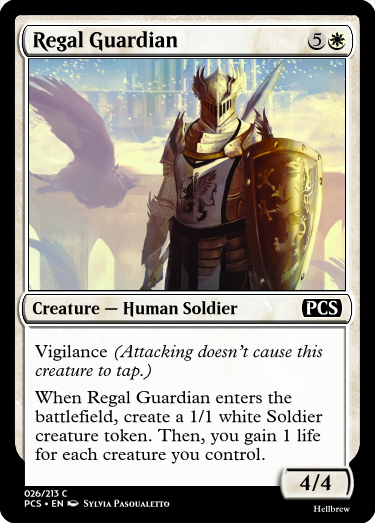 Regal Guardian 5
Creature — Human Soldier PCS
Vigilance (Attacking doesn't cause this
creature to tap.)
When Regal Guardian enters the
battlefield, create a 1/1 white Soldier
creature token. Then, you gain 1 life
for each creature you control.
4/4
026/213 C
PCS • EN Sylvia Pasqualetto
Hellbrew